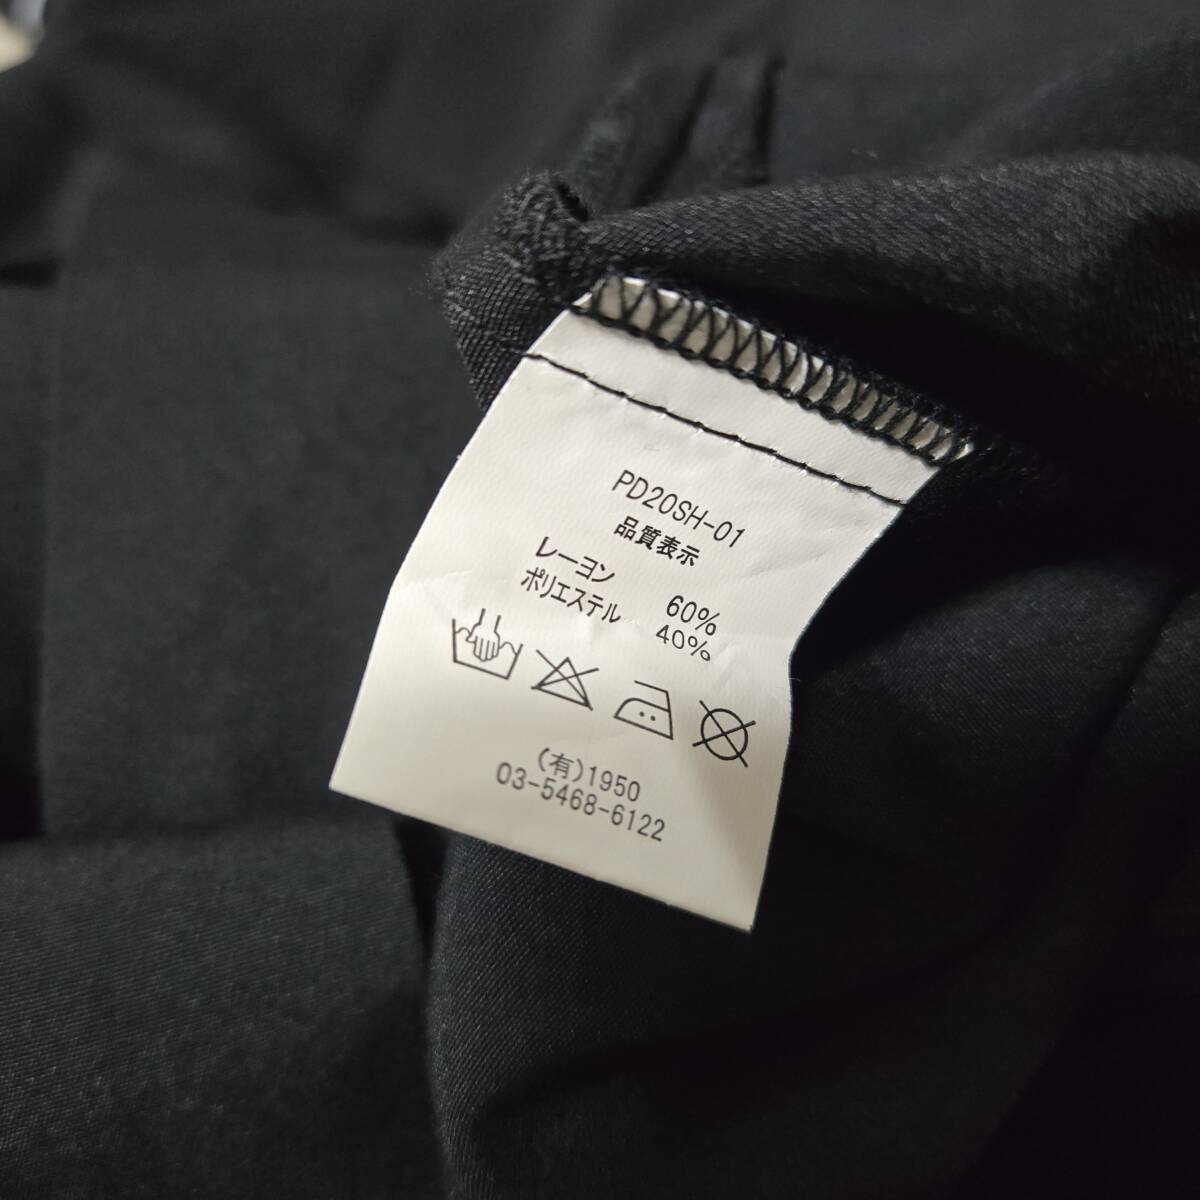 PD20SH-01
品質表示
レーヨン 60%
ポリエステル 40%
(有)1950
03-5468-6122